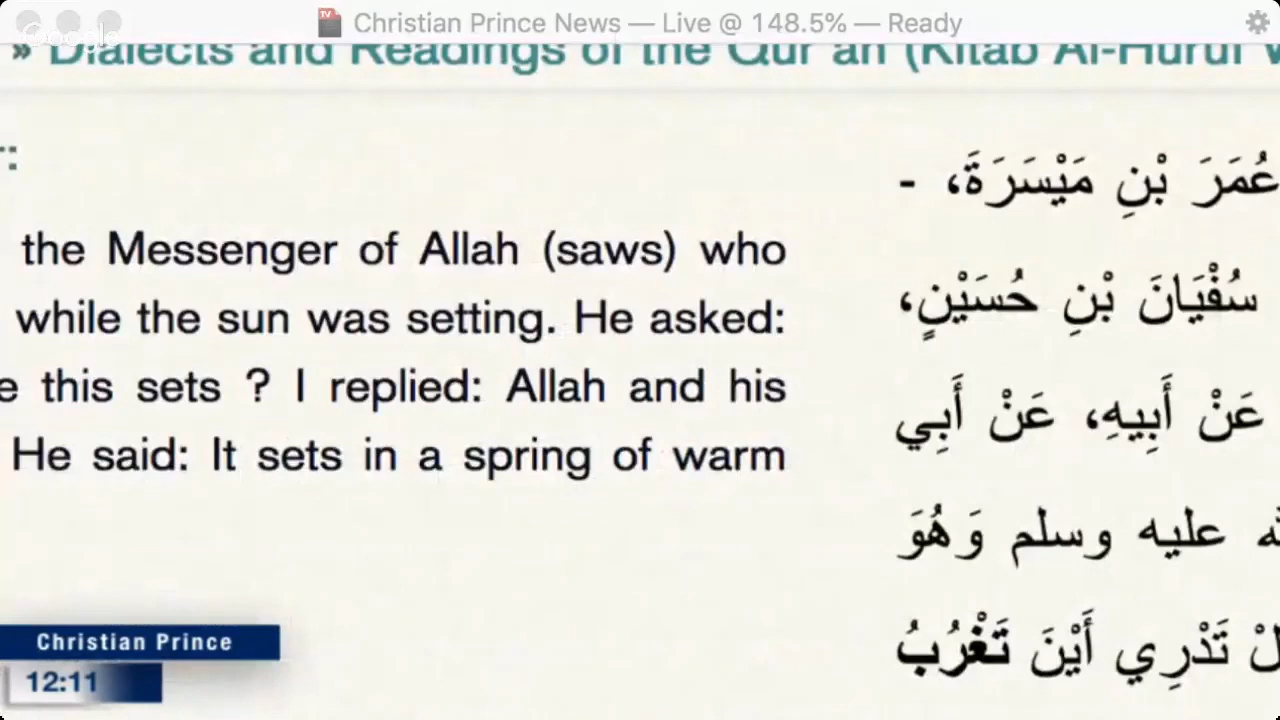 Google
Christian Prince News — Live @ 148.5% — Ready
» Dialects and Readings of the Qur'an (Kitab Al-Huruf
r:
the Messenger of Allah (saws) who
while the sun was setting. He asked:
e this sets ? I replied: Allah and his
He said: It sets in a spring of warm
عُمَرَ بْنِ مَيْسَرَةَ، -
سُفْيَانَ بْنِ حُسَيْنٍ،
عَنْ أَبِيهِ، عَنْ أَبِي
عليه وسلم وَهُوَ
تَدْرِي أَيْنَ تَغْرُبُ
Christian Prince
12:11